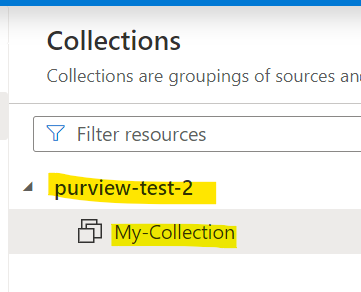 Collections
Collections are groupings of sources and
Filter resources
purview-test-2
My-Collection